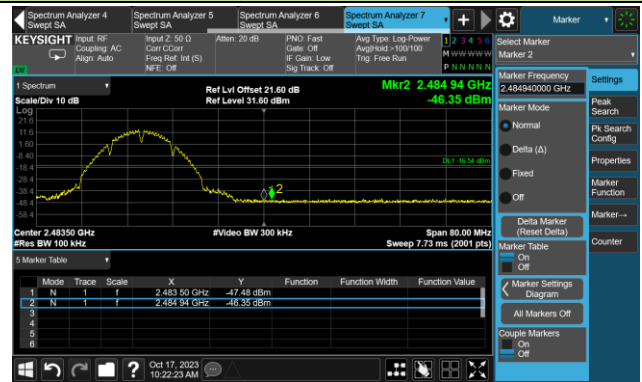 Spectrum Analyzer 4
Swept SA
Spectrum Analyzer 5
Swept SA
Spectrum Analyzer 6
Swept SA
Spectrum Analyzer 7
Swept SA
+
Marker
KEYSIGHT
Input: RF
Coupling: AC
Align: Auto
Input Z: 50 Ω
Corr CCorr
Freq Ref: Int (S)
NFE: Off
Atten: 20 dB
PNO: Fast
Gate: Off
IF Gain: Low
Sig Track: Off
Avg Type: Log-Power
Avg|Hold:>100/100
Trig: Free Run
1 2 3 4 5 6
M W W W W W
P N N N N N
LW
Select Marker
Marker 2
1 Spectrum
Scale/Div 10 dB
Log
Ref Lvl Offset 21.60 dB
Ref Level 31.60 dBm
Mkr2 2.484 94 GHz
-46.35 dBm
21.6
11.6
1.60
-8.40
-18.4
-28.4
-38.4
-48.4
-58.4
DL1 -16.54 dBm
2
Center 2.48350 GHz
#Res BW 100 kHz
#Video BW 300 kHz
Span 80.00 MHz
Sweep 7.73 ms (2001 pts)
5 Marker Table
Mode Trace Scale X Y Function Function Width Function Value
1 N 1 f 2.483 50 GHz -47.48 dBm
2 N 1 f 2.484 94 GHz -46.35 dBm
3
4
5
6
Marker Frequency
2.484940000 GHz
Marker Mode
Normal
Delta (Δ)
Fixed
Off
Delta Marker
(Reset Delta)
Marker Table
On
Off
Marker Settings
Diagram
All Markers Off
Couple Markers
On
Off
Settings
Peak
Search
Pk Search
Config
Properties
Marker
Function
Marker→
Counter
?
Oct 17, 2023
10:22:23 AM